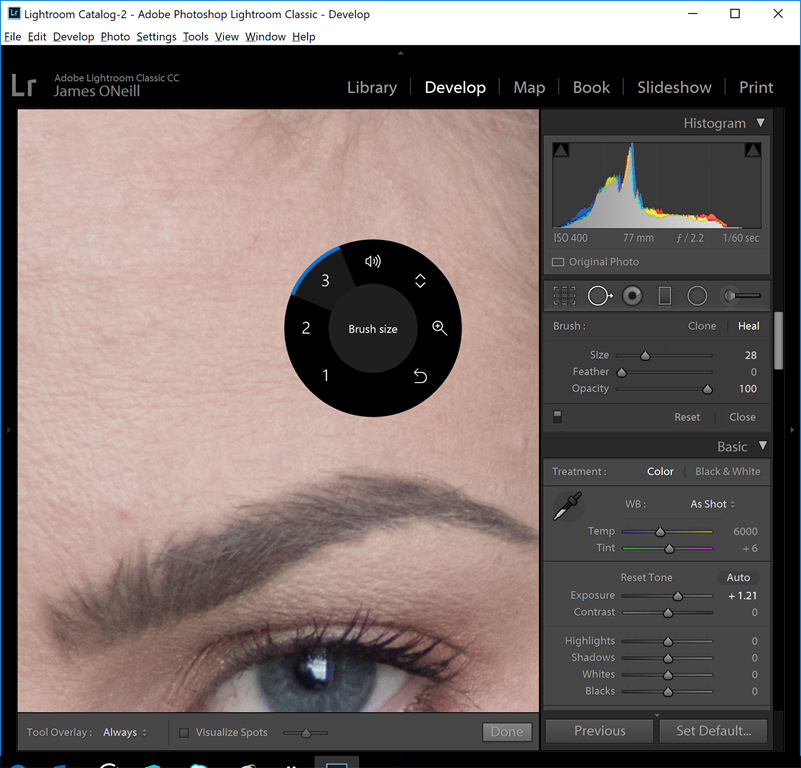 Lightroom Catalog-2 - Adobe Photoshop Lightroom Classic - Develop
File Edit Develop Photo Settings Tools View Window Help
Lr
Adobe Lightroom Classic CC
James ONeill
Library | Develop | Map | Book | Slideshow | Print
Histogram
ISO 400 77 mm ƒ / 2.2 1/60 sec
Original Photo
3
2
Brush size
1
Brush : Clone Heal
Size 28
Feather 0
Opacity 100
Reset Close
Basic
Treatment : Color | Black & White
WB : As Shot
Temp 6000
Tint + 6
Reset Tone Auto
Exposure + 1.21
Contrast 0
Highlights 0
Shadows 0
Whites 0
Blacks 0
Tool Overlay : Always Visualize Spots Done
Previous Set Default...